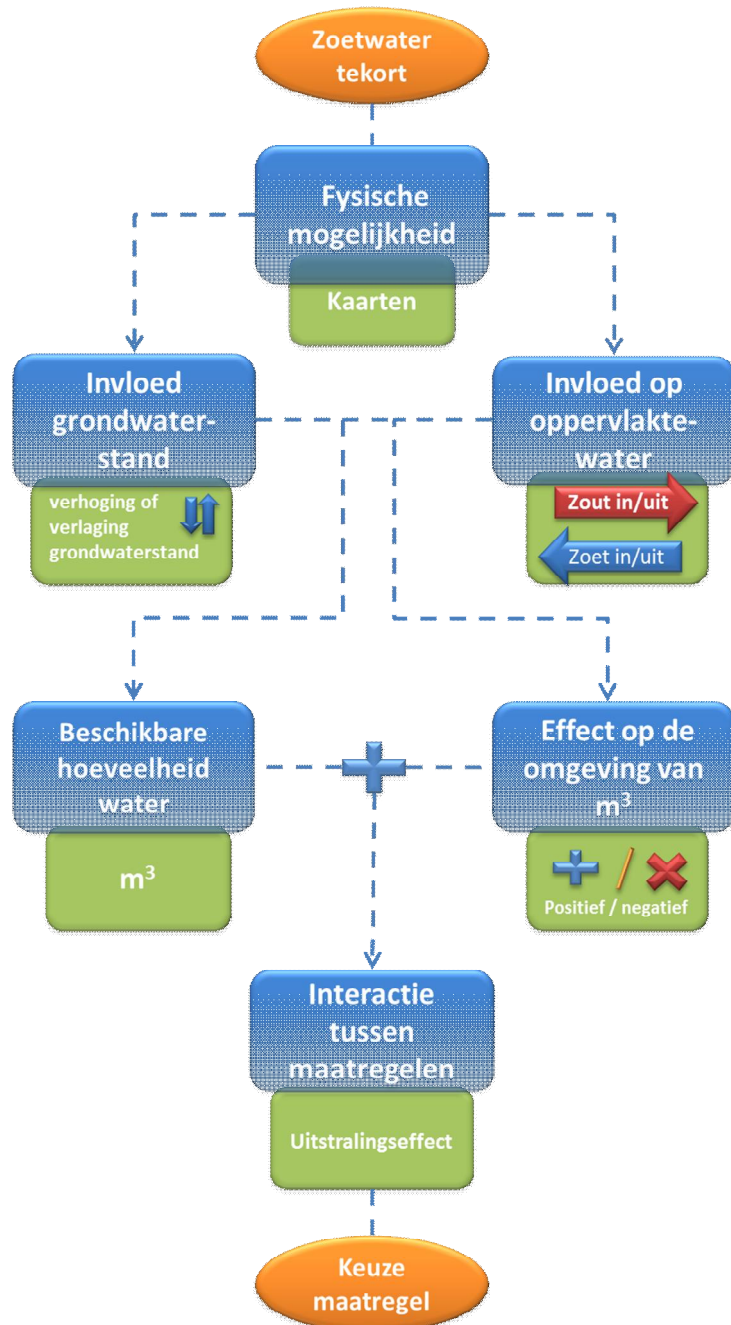 Zoetwater
tekort
Fysische
mogelijkheid
Kaarten
Invloed
grondwater-
stand
verhoging of
verlaging
grondwaterstand
Invloed op
oppervlakte-
water
Zout in/uit
Zoet in/uit
Beschikbare
hoeveelheid
water
m³
Effect op de
omgeving van
m³
Positief / negatief
Interactie
tussen
maatregelen
Uitstralingseffect
Keuze
maatregel